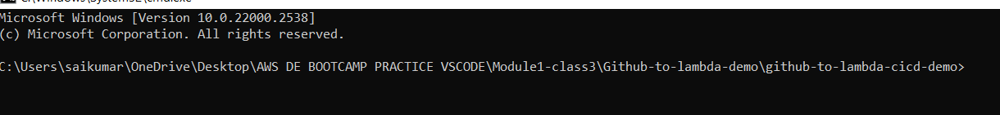 Microsoft Windows [Version 10.0.22000.2538]
(c) Microsoft Corporation. All rights reserved.
C:\Users\saikumar\OneDrive\Desktop\AWS DE BOOTCAMP PRACTICE VSCODE\Module1-class3\Github-to-lambda-demo\github-to-lambda-cicd-demo>